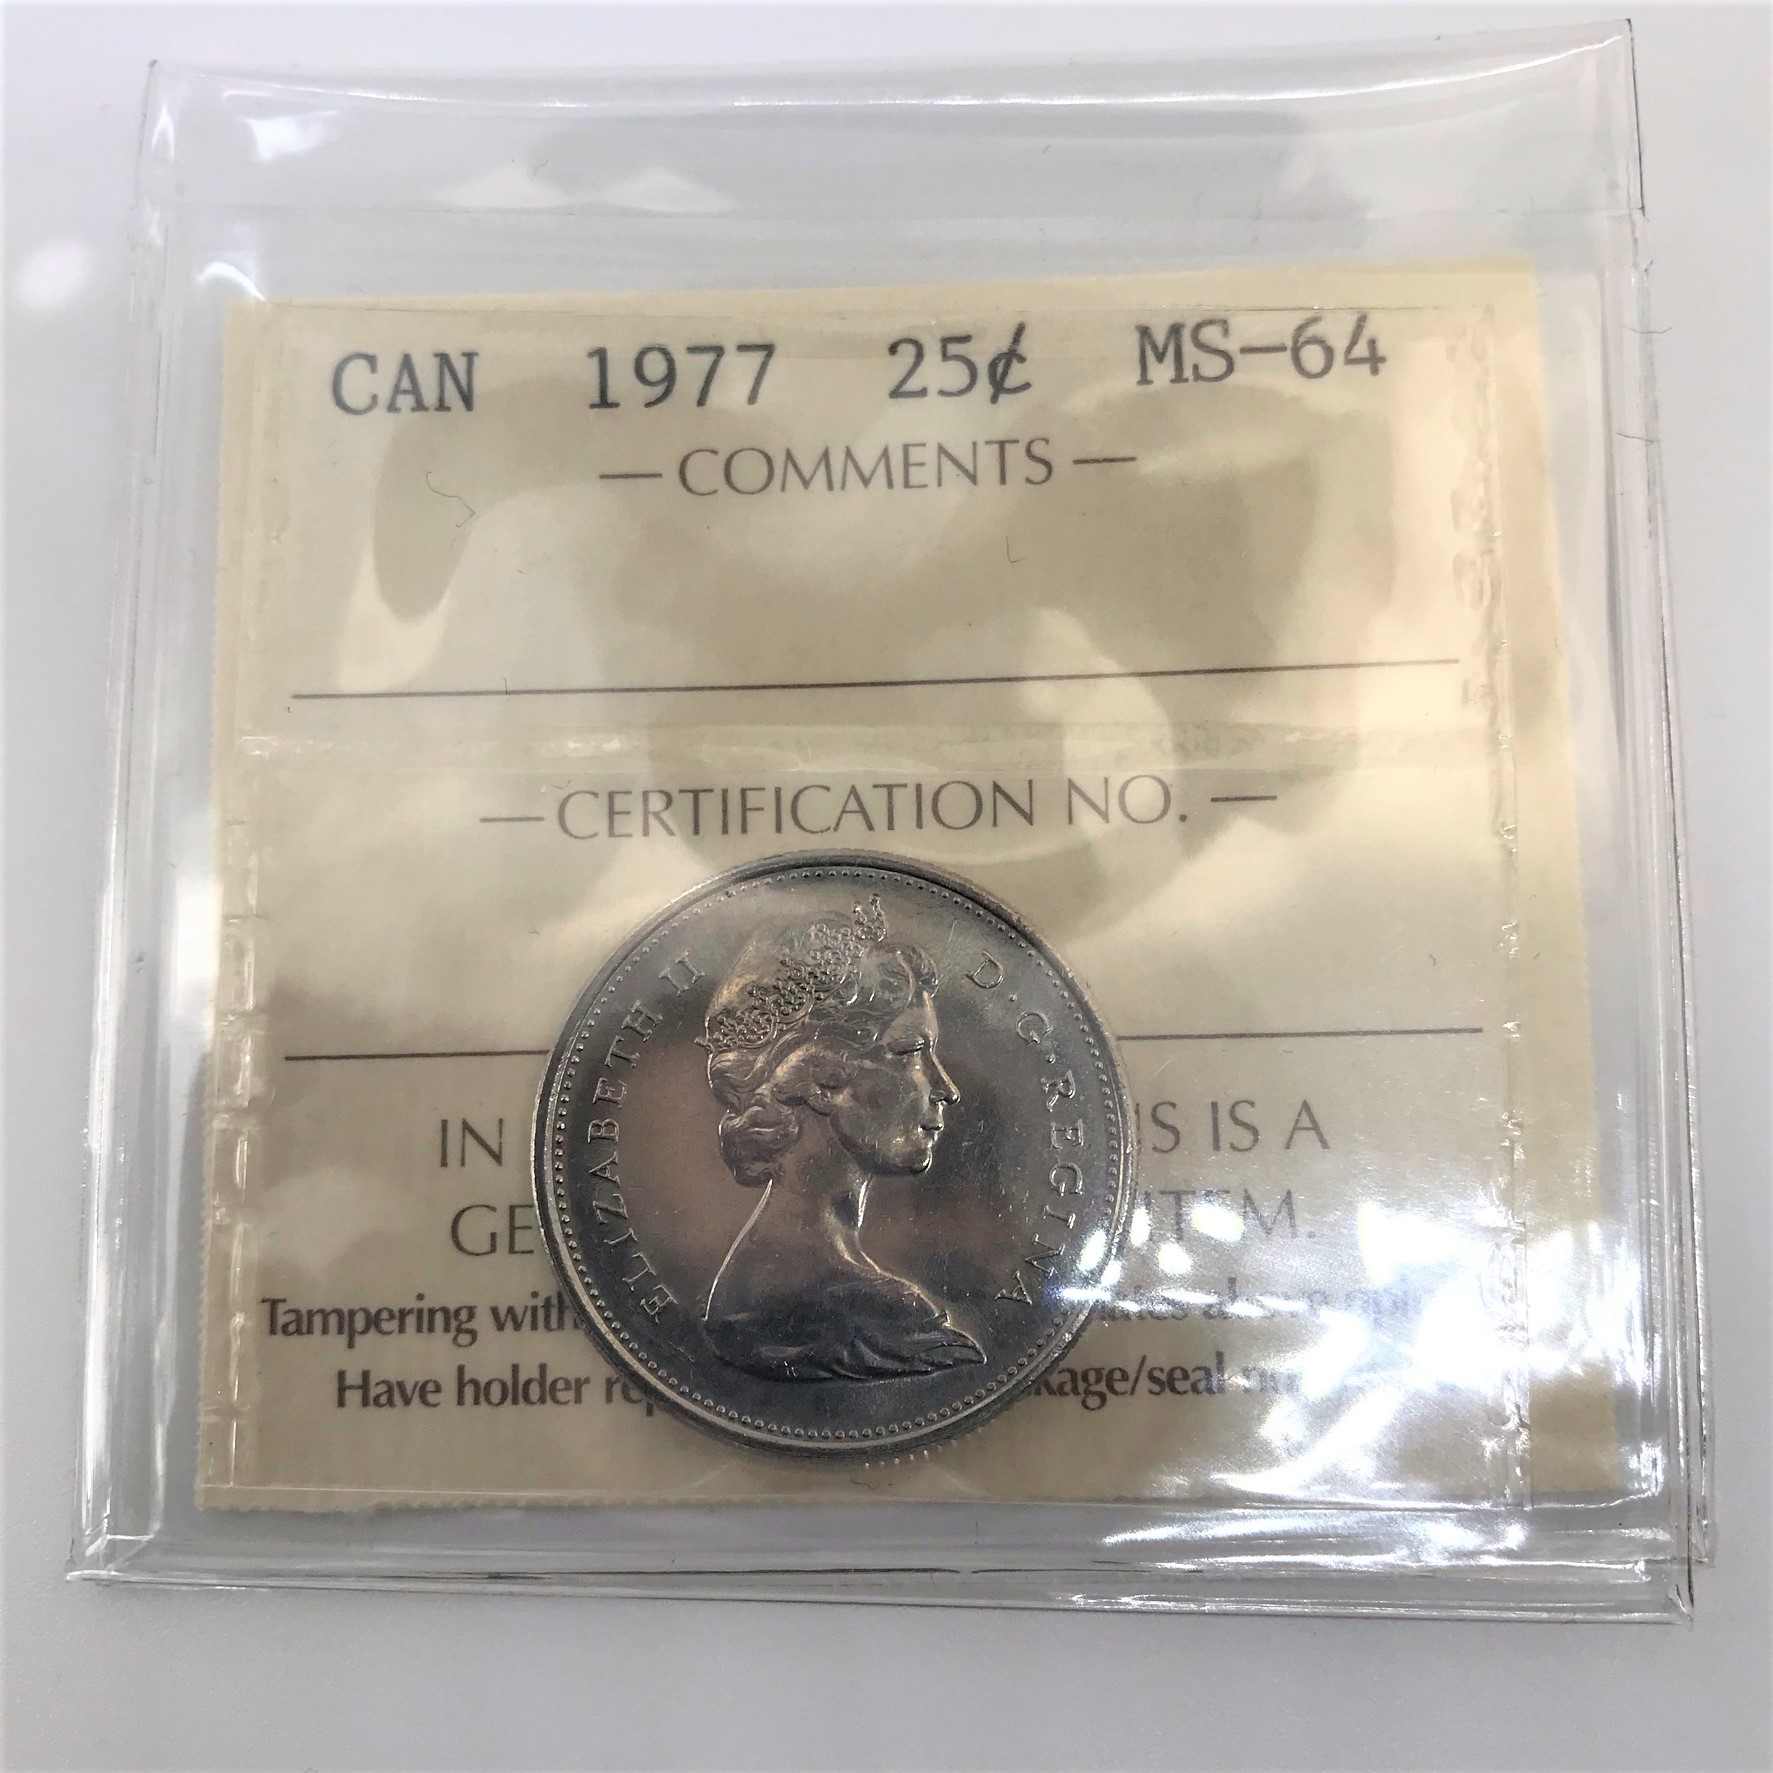 CAN 1977 25¢ MS-64
— COMMENTS —
— CERTIFICATION NO. —
ELIZABETH II D·G·REGINA
IN IS IS A
GE ITEM.
Tampering with
Have holder kage/seal